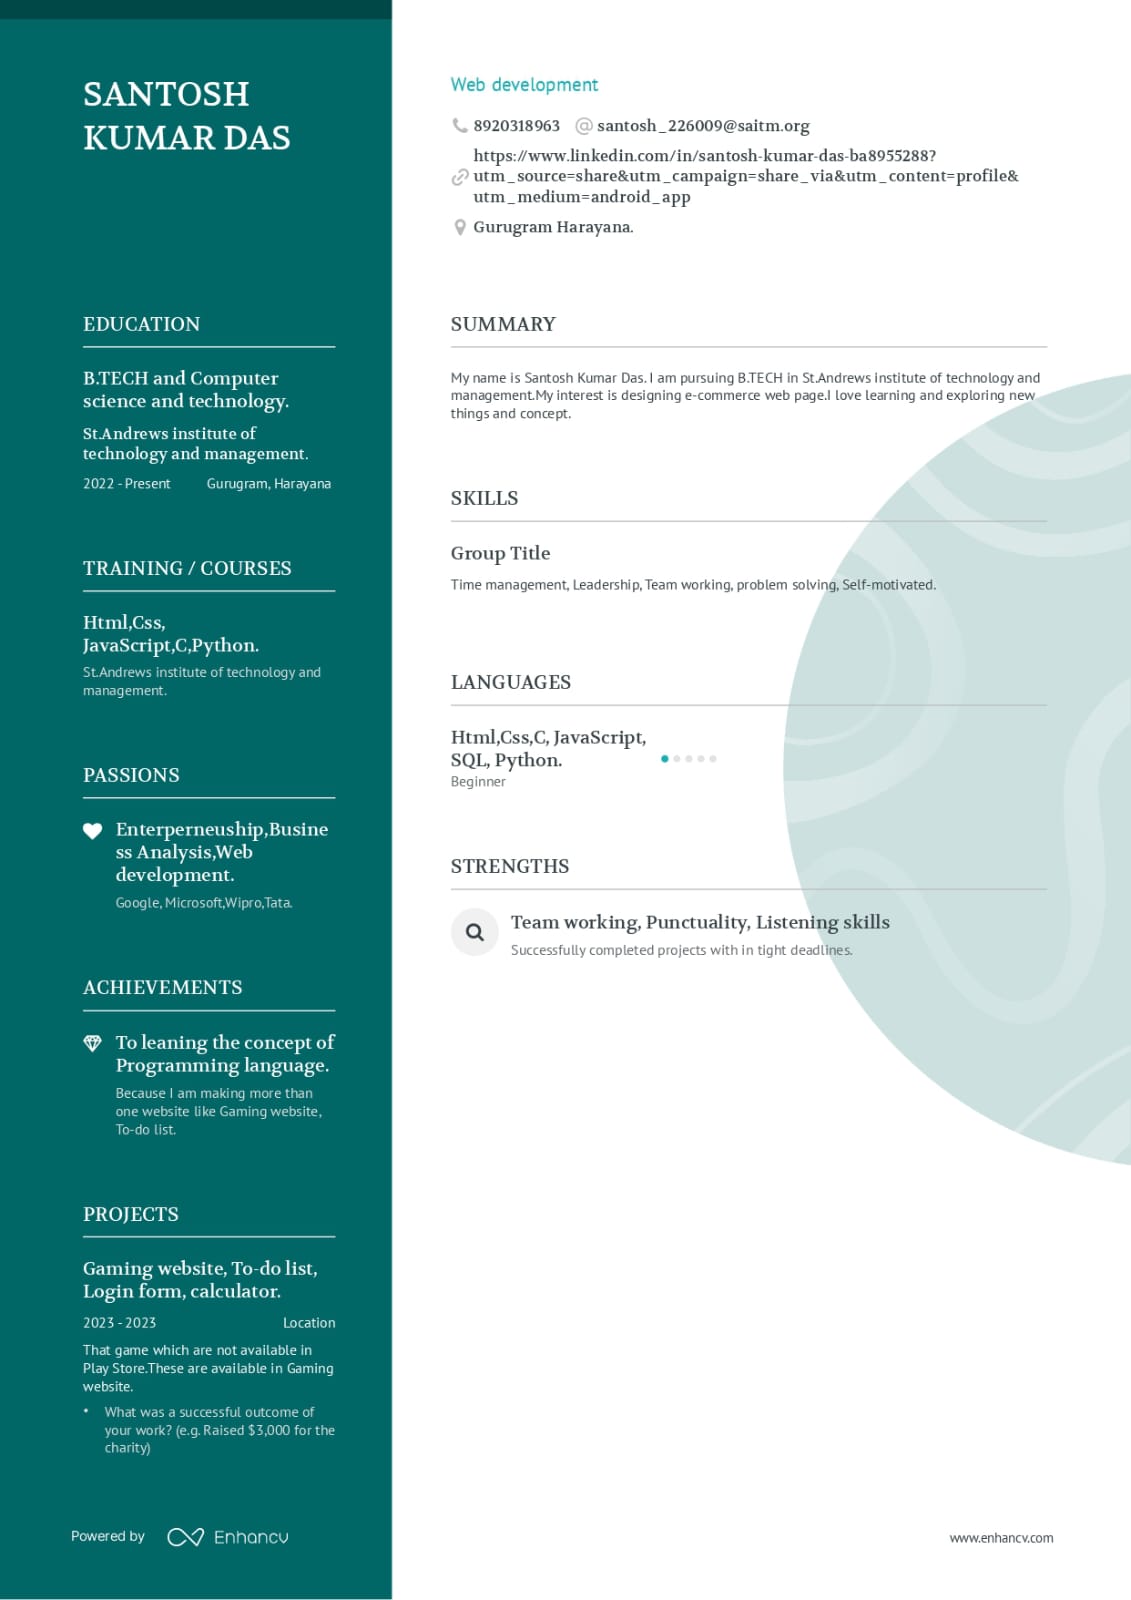 SANTOSH
KUMAR DAS
Web development
8920318963 santosh_226009@saitm.org
https://www.linkedin.com/in/santosh-kumar-das-ba8955288?
utm_source=share&utm_campaign=share_via&utm_content=profile&
utm_medium=android_app
Gurugram Harayana.
EDUCATION
B.TECH and Computer
science and technology.
St.Andrews institute of
technology and management.
2022 - Present Gurugram, Harayana
TRAINING / COURSES
Html,Css,
JavaScript,C,Python.
St.Andrews institute of technology and
management.
PASSIONS
Enterperneuship,Busine
ss Analysis,Web
development.
Google, Microsoft,Wipro,Tata.
ACHIEVEMENTS
To leaning the concept of
Programming language.
Because I am making more than
one website like Gaming website,
To-do list.
PROJECTS
Gaming website, To-do list,
Login form, calculator.
2023 - 2023 Location
That game which are not available in
Play Store.These are available in Gaming
website.
• What was a successful outcome of
your work? (e.g. Raised $3,000 for the
charity)
SUMMARY
My name is Santosh Kumar Das. I am pursuing B.TECH in St.Andrews institute of technology and
management.My interest is designing e-commerce web page.I love learning and exploring new
things and concept.
SKILLS
Group Title
Time management, Leadership, Team working, problem solving, Self-motivated.
LANGUAGES
Html,Css,C, JavaScript,
SQL, Python.
Beginner
STRENGTHS
Team working, Punctuality, Listening skills
Successfully completed projects with in tight deadlines.
Powered by Enhancv
www.enhancv.com